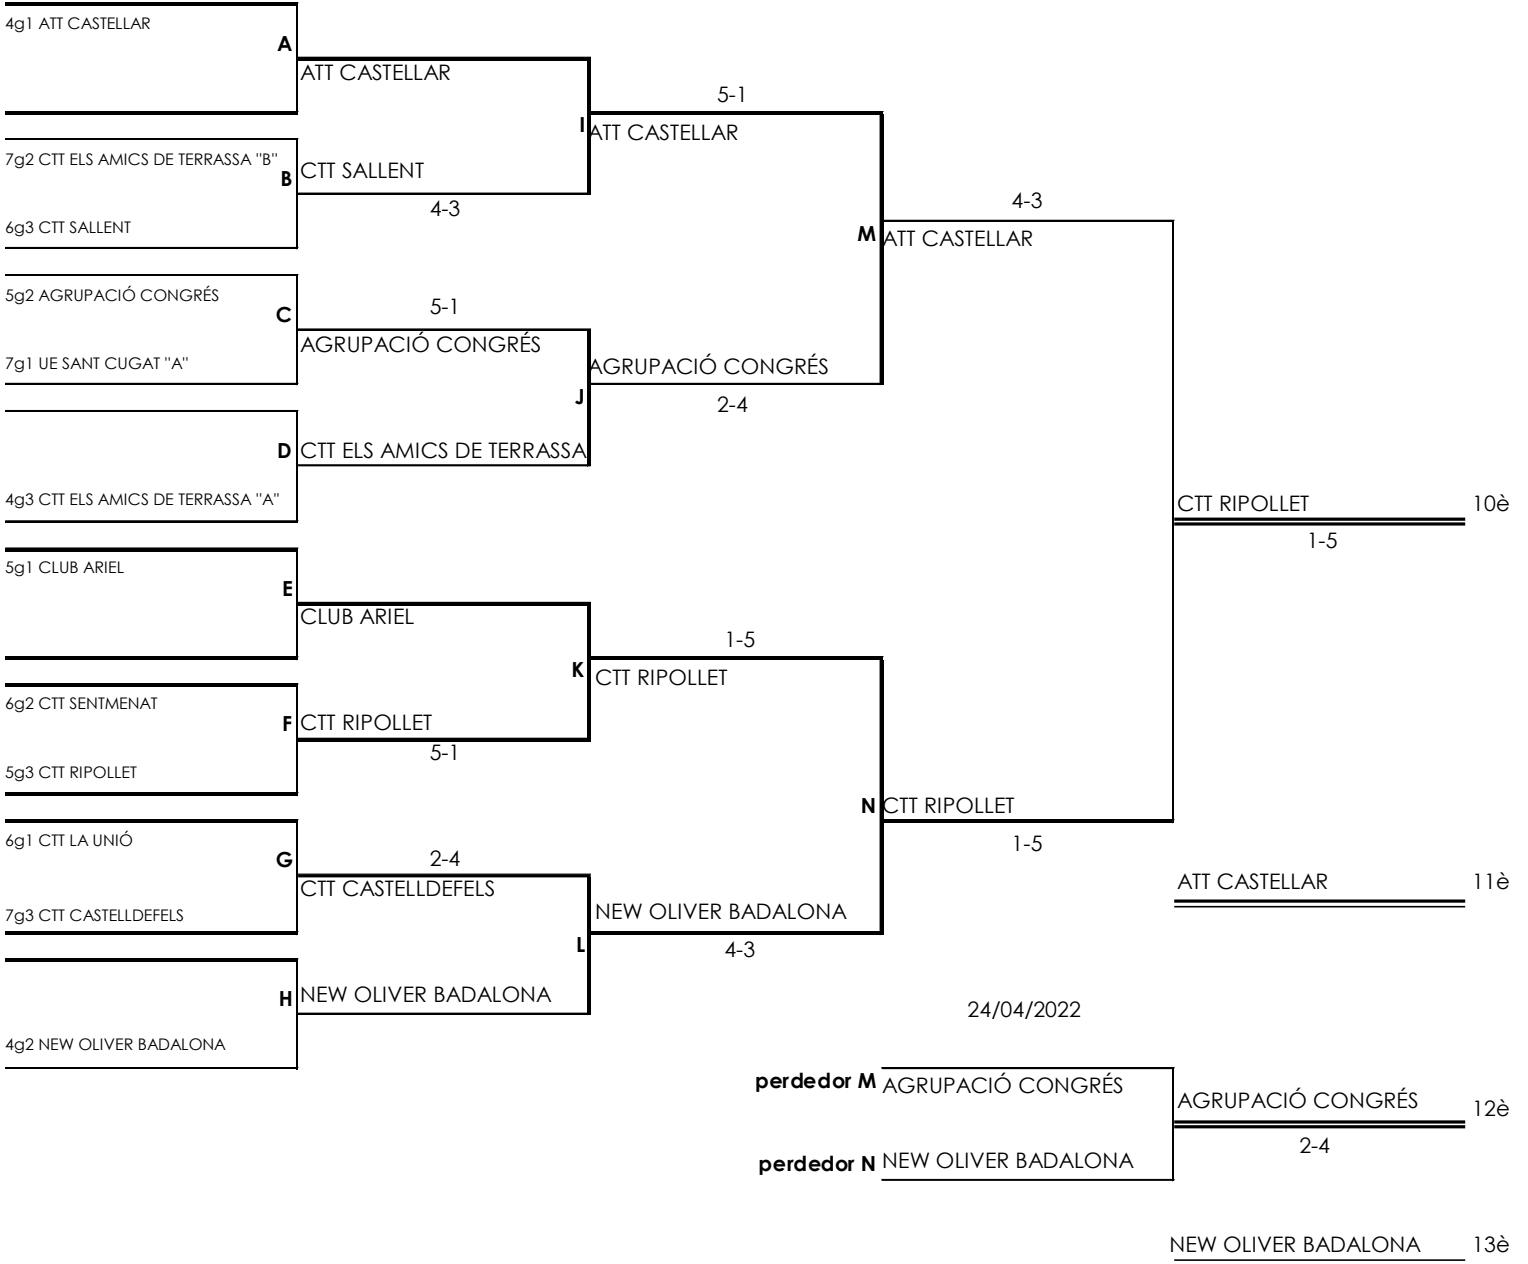 4g1 ATT CASTELLAR
A
ATT CASTELLAR
7g2 CTT ELS AMICS DE TERRASSA "B"
B
CTT SALLENT
4-3
6g3 CTT SALLENT
I
5-1
ATT CASTELLAR
5g2 AGRUPACIÓ CONGRÉS
C
5-1
AGRUPACIÓ CONGRÉS
7g1 UE SANT CUGAT "A"
J
AGRUPACIÓ CONGRÉS
2-4
D
CTT ELS AMICS DE TERRASSA
4g3 CTT ELS AMICS DE TERRASSA "A"
M
4-3
ATT CASTELLAR
5g1 CLUB ARIEL
E
CLUB ARIEL
K
1-5
CTT RIPOLLET
6g2 CTT SENTMENAT
F
CTT RIPOLLET
5-1
5g3 CTT RIPOLLET
6g1 CTT LA UNIÓ
G
2-4
CTT CASTELLDEFELS
7g3 CTT CASTELLDEFELS
L
NEW OLIVER BADALONA
4-3
H
NEW OLIVER BADALONA
4g2 NEW OLIVER BADALONA
N
CTT RIPOLLET
1-5
CTT RIPOLLET
10è
1-5
ATT CASTELLAR
11è
24/04/2022
perdedor M
AGRUPACIÓ CONGRÉS
AGRUPACIÓ CONGRÉS
12è
2-4
perdedor N
NEW OLIVER BADALONA
NEW OLIVER BADALONA
13è